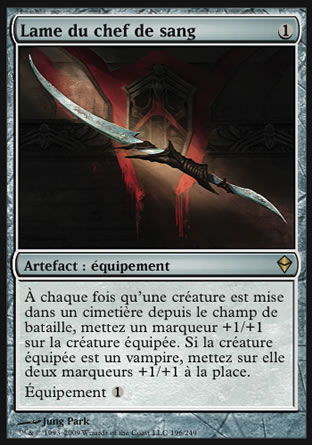 Lame du chef de sang 1
Artefact : équipement
À chaque fois qu'une créature est mise
dans un cimetière depuis le champ de
bataille, mettez un marqueur +1/+1
sur la créature équipée. Si la créature
équipée est un vampire, mettez sur elle
deux marqueurs +1/+1 à la place.
Équipement 1
Jung Park
™ & © 1993–2009 Wizards of the Coast LLC 196/249